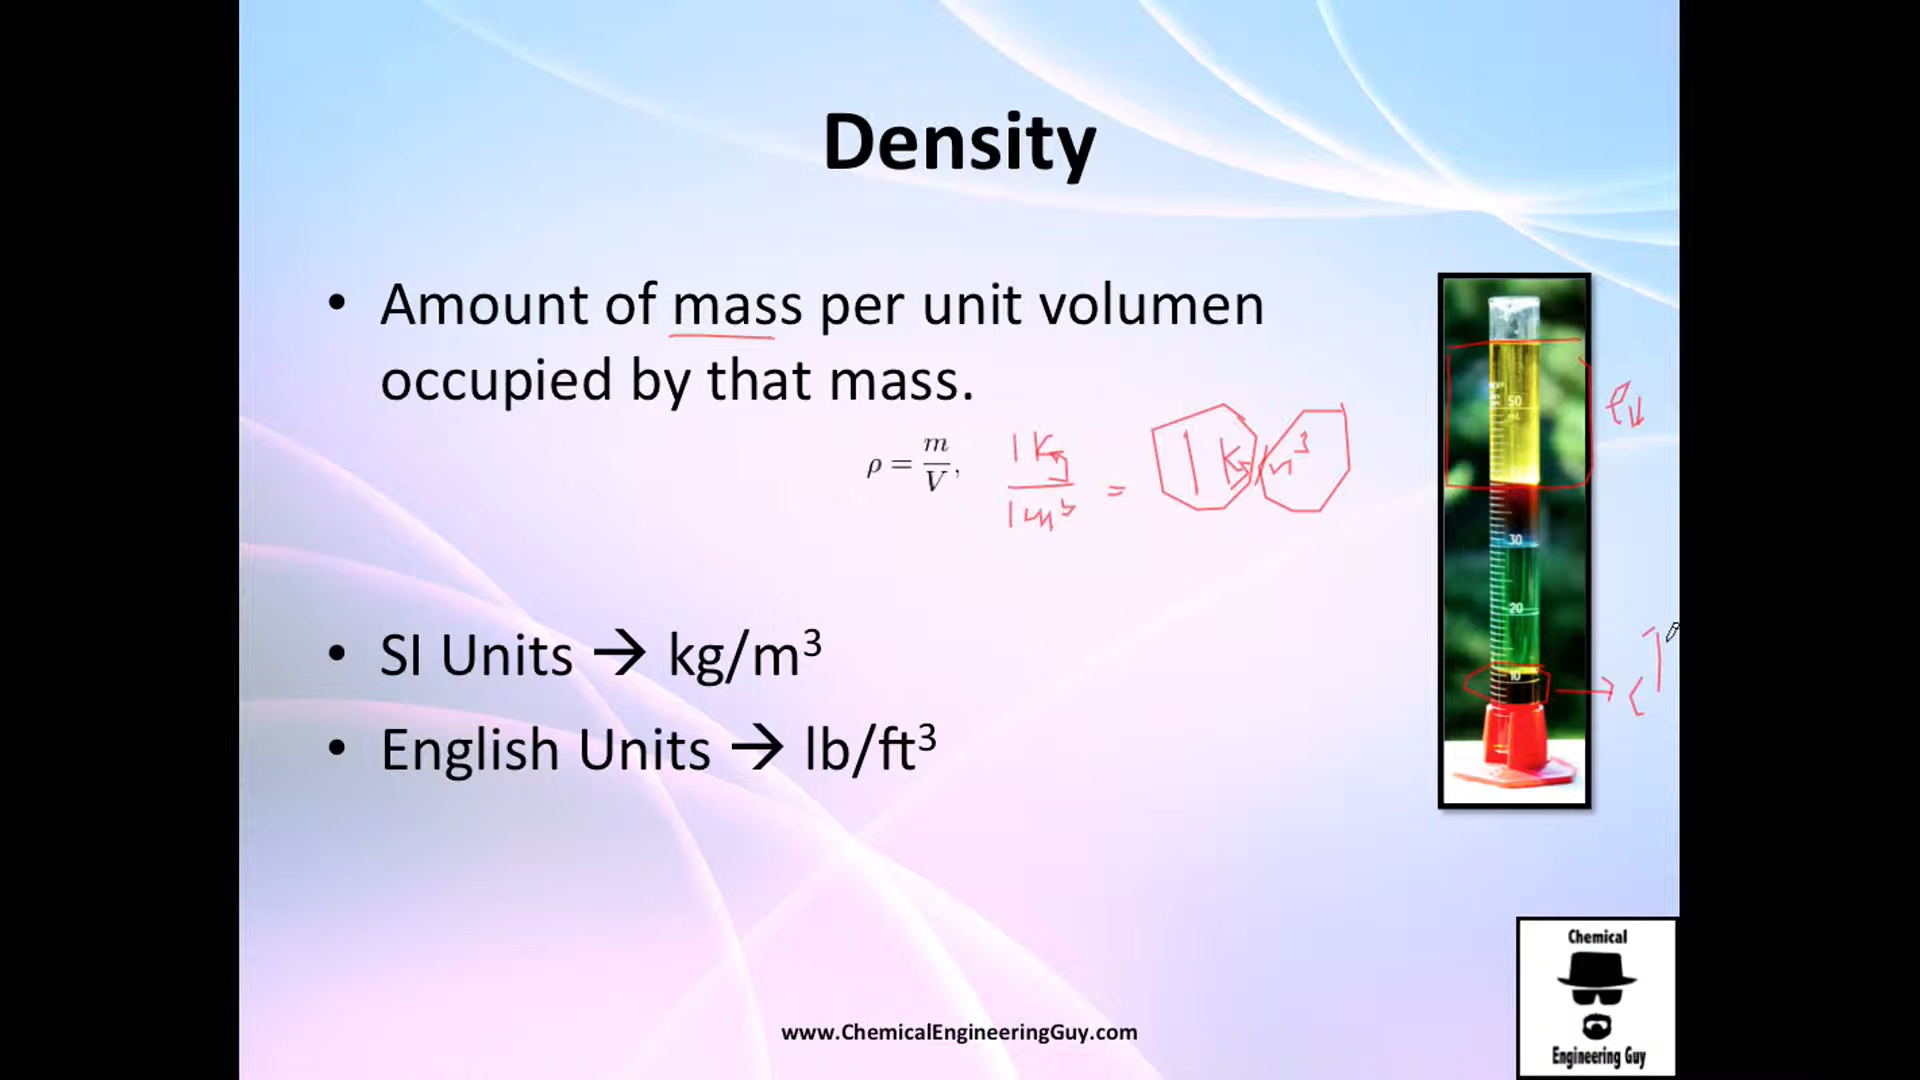 Density
• Amount of mass per unit volumen
occupied by that mass.
ρ = m/V,
1 Kg / 1 m³ = 1 Kg/m³
• SI Units → kg/m³
• English Units → lb/ft³
50
30
20
10
www.ChemicalEngineeringGuy.com
Chemical
Engineering Guy